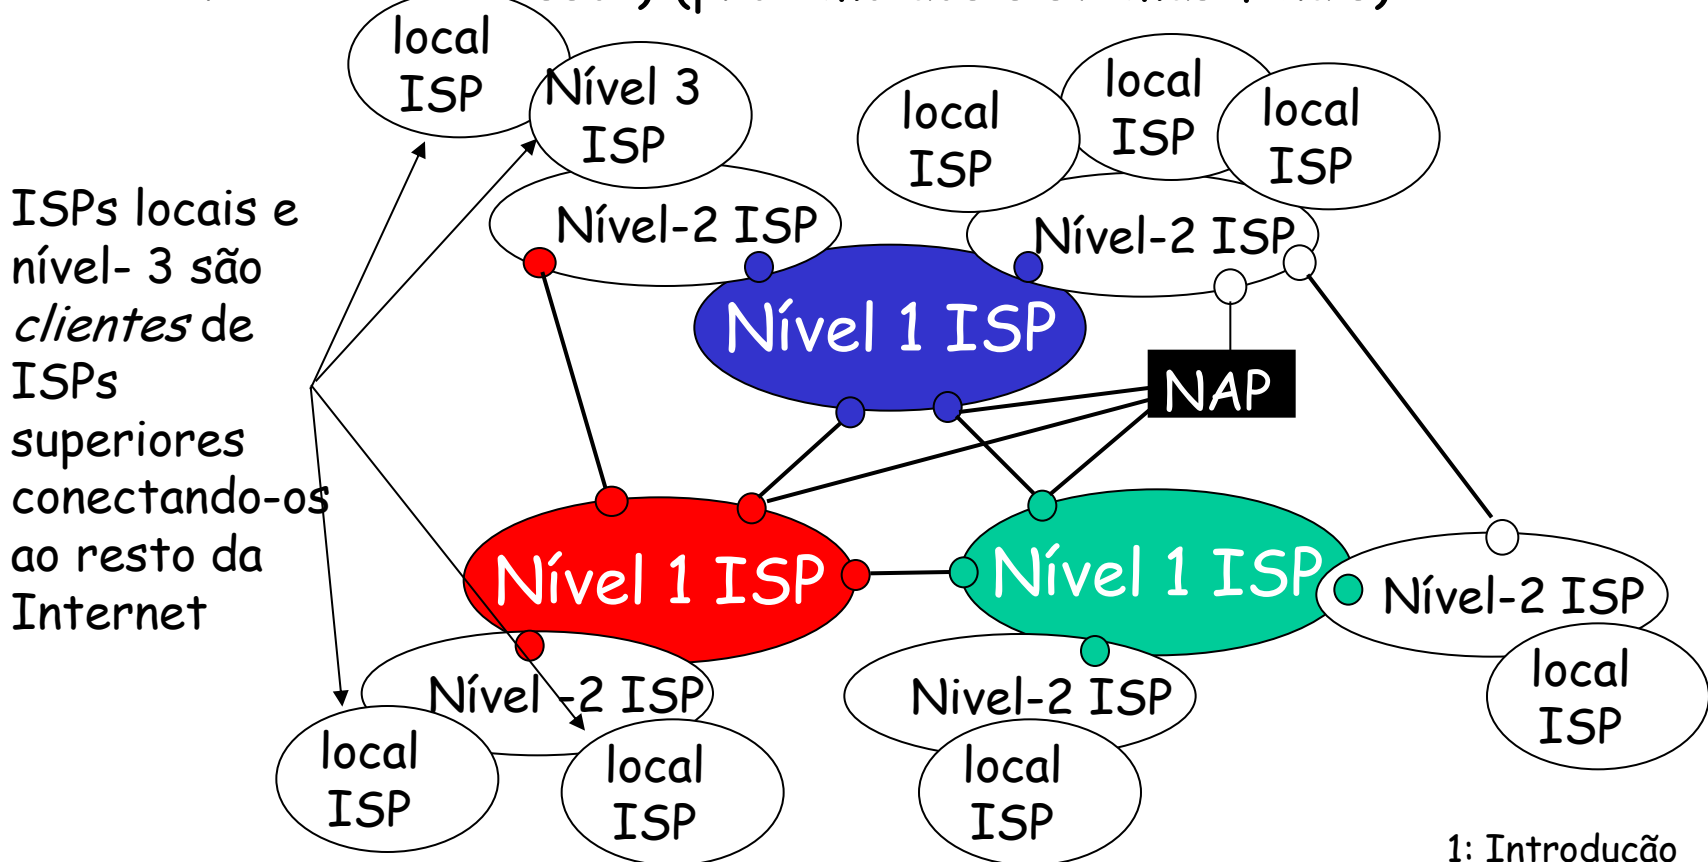 local
ISP
Nível 3
ISP
local
ISP
local
ISP
local
ISP
ISPs locais e
nível- 3 são
clientes de
ISPs
superiores
conectando-os
ao resto da
Internet
Nível-2 ISP
Nível-2 ISP
Nível 1 ISP
NAP
Nível 1 ISP
Nível 1 ISP
Nível-2 ISP
Nível -2 ISP
Nivel-2 ISP
local
ISP
local
ISP
local
ISP
local
ISP
1: Introdução